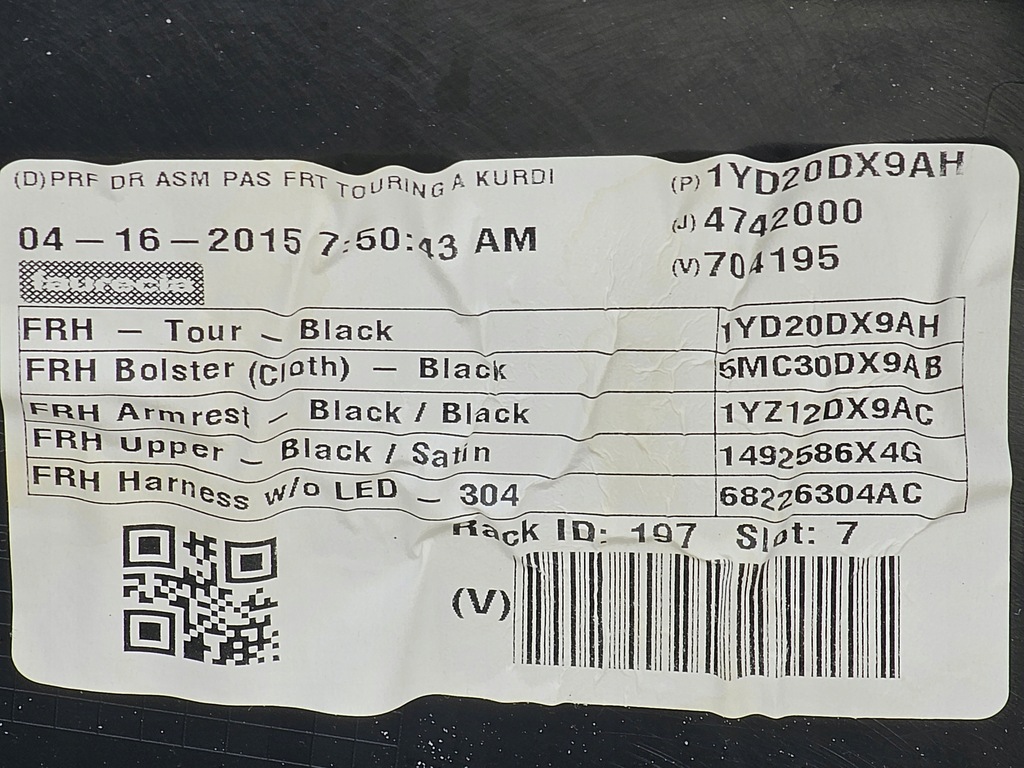 (D)PRF DR ASM PAS FRT TOURING A KURDI
(P) 1YD20DX9AH
04-16-2015 7:50:43 AM
(J) 4742000
(V) 704195
faurecia
FRH - Tour - Black 1YD20DX9AH
FRH Bolster (Cloth) - Black 5MC30DX9AB
FRH Armrest - Black / Black 1YZ12DX9AC
FRH Upper - Black / Satin 1492586X4G
FRH Harness w/o LED - 304 68226304AC
Rack ID: 197 Slot: 7
(V)